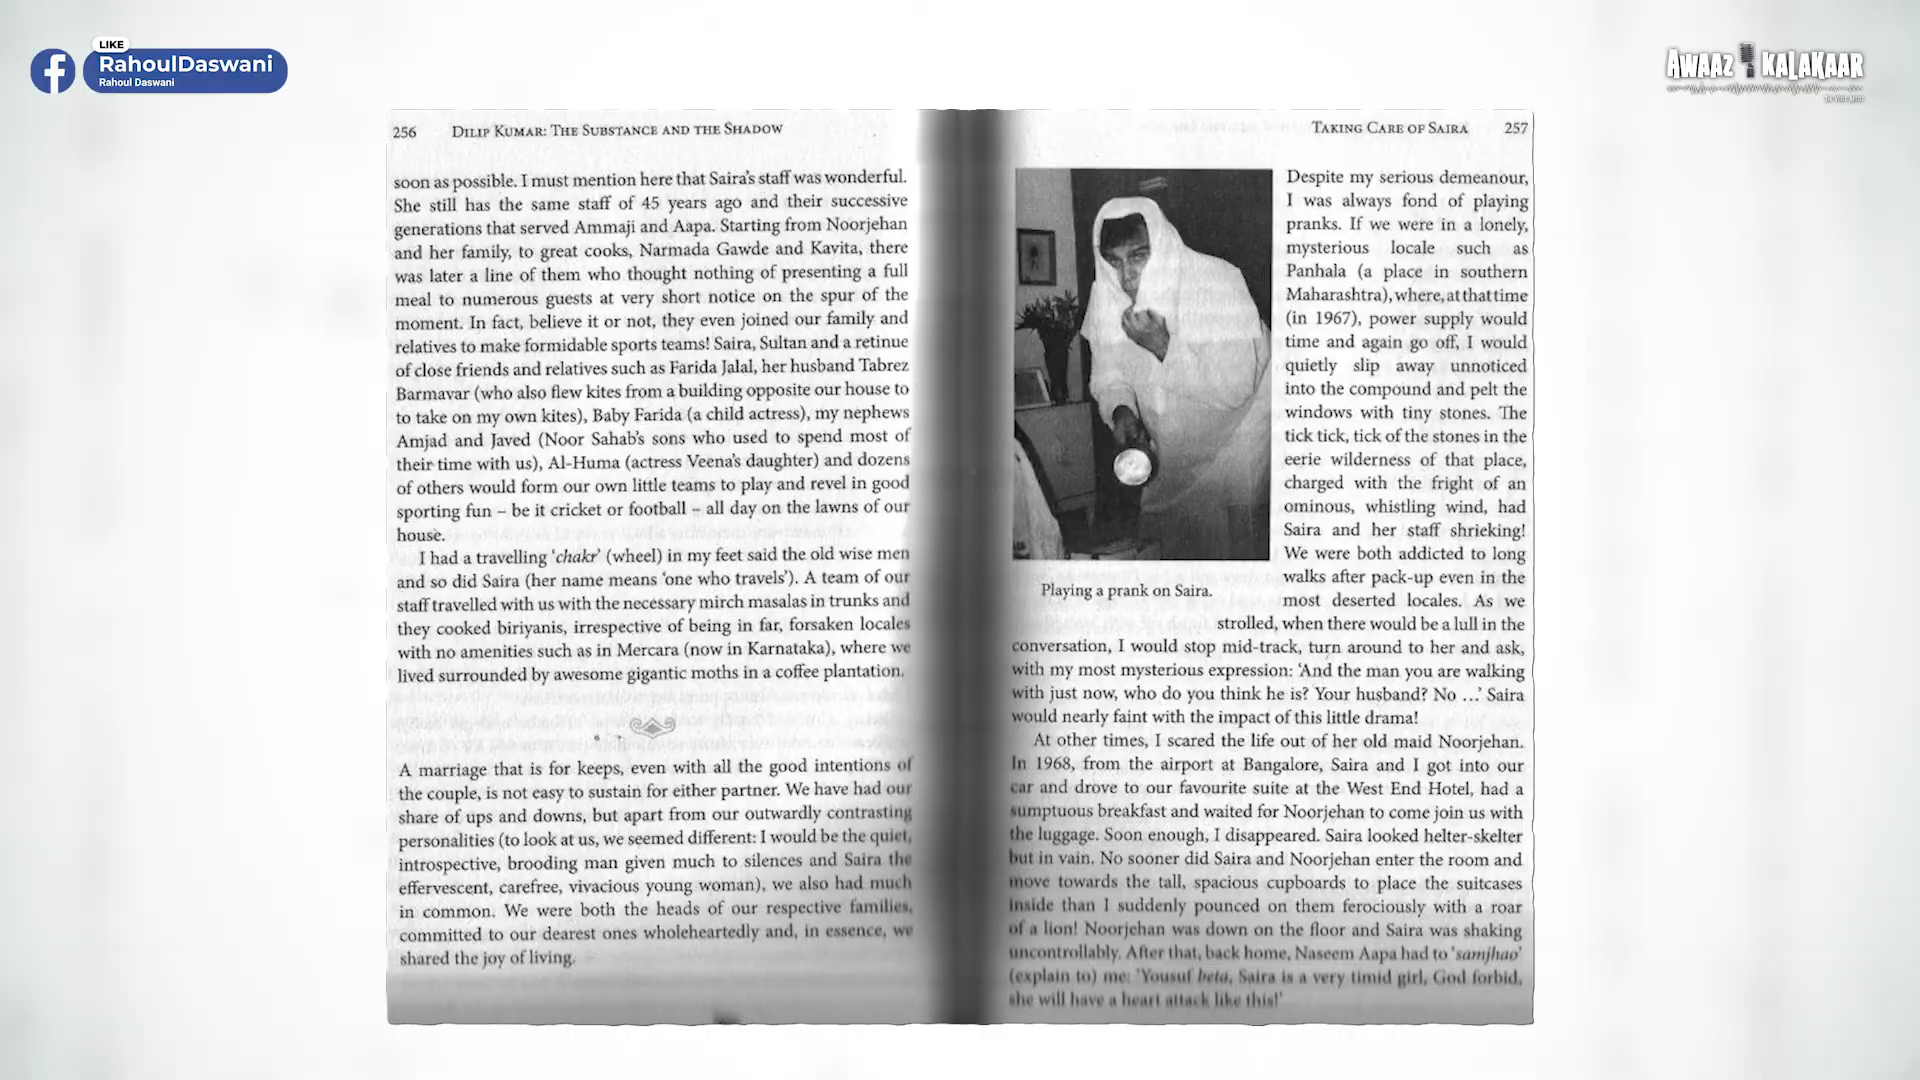 LIKE
RahoulDaswani
Rahoul Daswani
AWAAZ KALAKAAR
256 DILIP KUMAR: THE SUBSTANCE AND THE SHADOW
soon as possible. I must mention here that Saira's staff was wonderful.
She still has the same staff of 45 years ago and their successive
generations that served Ammaji and Aapa. Starting from Noorjehan
and her family, to great cooks, Narmada Gawde and Kavita, there
was later a line of them who thought nothing of presenting a full
meal to numerous guests at very short notice on the spur of the
moment. In fact, believe it or not, they even joined our family and
relatives to make formidable sports teams! Saira, Sultan and a retinue
of close friends and relatives such as Farida Jalal, her husband Tabrez
Barmavar (who also flew kites from a building opposite our house to
to take on my own kites), Baby Farida (a child actress), my nephews
Amjad and Javed (Noor Sahab's sons who used to spend most of
their time with us), Al-Huma (actress Veena's daughter) and dozens
of others would form our own little teams to play and revel in good
sporting fun – be it cricket or football – all day on the lawns of our
house.
I had a travelling 'chakr' (wheel) in my feet said the old wise men
and so did Saira (her name means 'one who travels'). A team of our
staff travelled with us with the necessary mirch masalas in trunks and
they cooked biriyanis, irrespective of being in far, forsaken locales
with no amenities such as in Mercara (now in Karnataka), where we
lived surrounded by awesome gigantic moths in a coffee plantation.
A marriage that is for keeps, even with all the good intentions of
the couple, is not easy to sustain for either partner. We have had our
share of ups and downs, but apart from our outwardly contrasting
personalities (to look at us, we seemed different: I would be the quiet,
introspective, brooding man given much to silences and Saira the
effervescent, carefree, vivacious young woman), we also had much
in common. We were both the heads of our respective families,
committed to our dearest ones wholeheartedly and, in essence, we
shared the joy of living.
TAKING CARE OF SAIRA 257
Despite my serious demeanour,
I was always fond of playing
pranks. If we were in a lonely,
mysterious locale such as
Panhala (a place in southern
Maharashtra), where, at that time
(in 1967), power supply would
time and again go off, I would
quietly slip away unnoticed
into the compound and pelt the
windows with tiny stones. The
tick tick, tick of the stones in the
eerie wilderness of that place,
charged with the fright of an
ominous, whistling wind, had
Saira and her staff shrieking!
We were both addicted to long
walks after pack-up even in the
most deserted locales. As we
Playing a prank on Saira.
strolled, when there would be a lull in the
conversation, I would stop mid-track, turn around to her and ask,
with my most mysterious expression: 'And the man you are walking
with just now, who do you think he is? Your husband? No ...' Saira
would nearly faint with the impact of this little drama!
At other times, I scared the life out of her old maid Noorjehan.
In 1968, from the airport at Bangalore, Saira and I got into our
car and drove to our favourite suite at the West End Hotel, had a
sumptuous breakfast and waited for Noorjehan to come join us with
the luggage. Soon enough, I disappeared. Saira looked helter-skelter
but in vain. No sooner did Saira and Noorjehan enter the room and
move towards the tall, spacious cupboards to place the suitcases
inside than I suddenly pounced on them ferociously with a roar
of a lion! Noorjehan was down on the floor and Saira was shaking
uncontrollably. After that, back home, Naseem Aapa had to 'samjhao'
(explain to) me: 'Yousuf beta, Saira is a very timid girl, God forbid,
she will have a heart attack like this!'